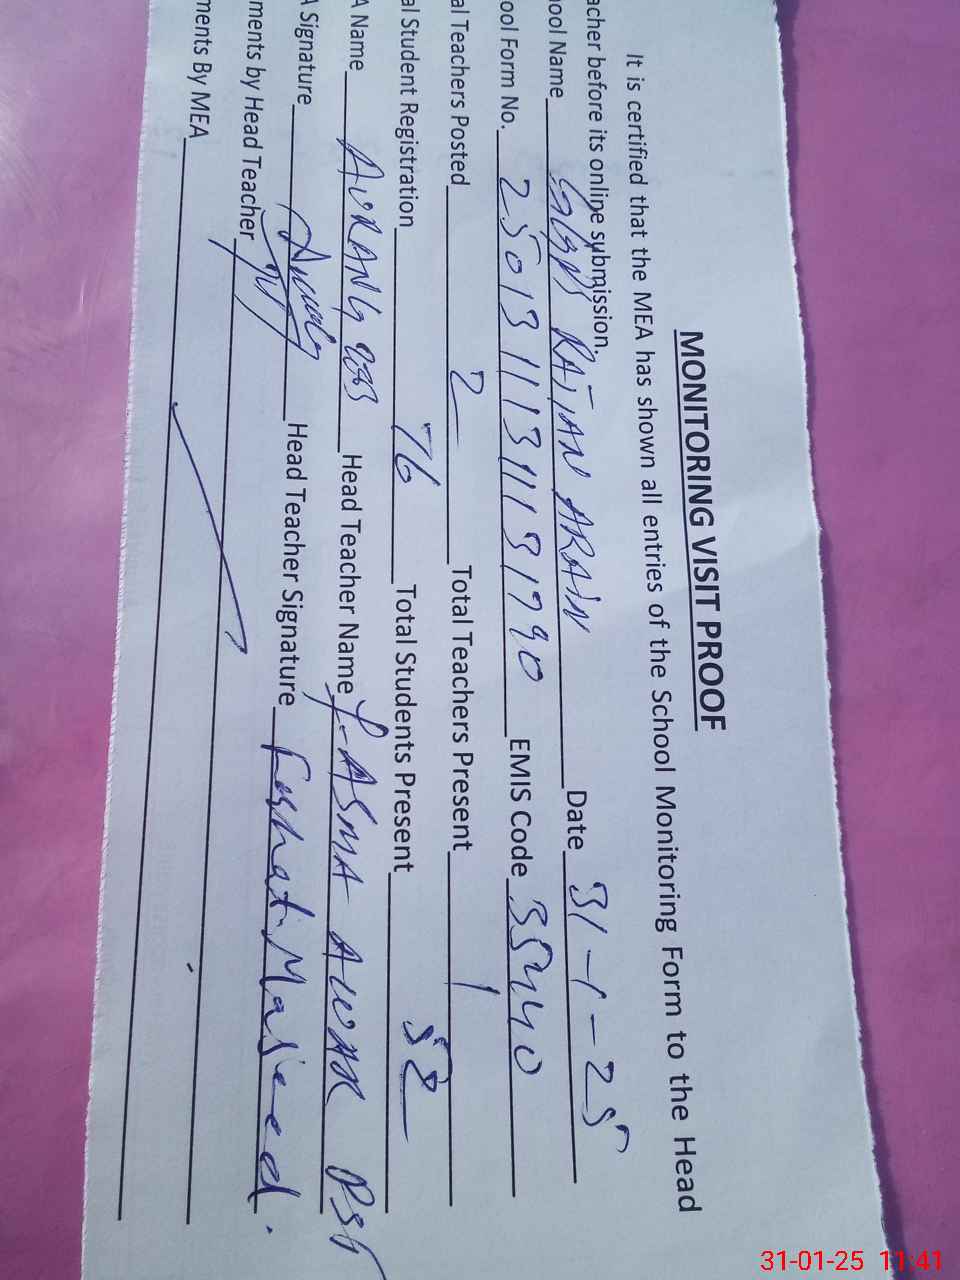 MONITORING VISIT PROOF
It is certified that the MEA has shown all entries of the School Monitoring Form to the Head
acher before its online submission.
ool Name GGPS RATIAN ARAIN Date 31-1-25
ool Form No. EMIS Code 35440
al Teachers Posted 2 Total Teachers Present 1
al Student Registration 76 Total Students Present 52
A Name AURANG Head Teacher Name ASMA AWAN
A Signature Head Teacher Signature
ments by Head Teacher
ments By MEA
31-01-25 11:41